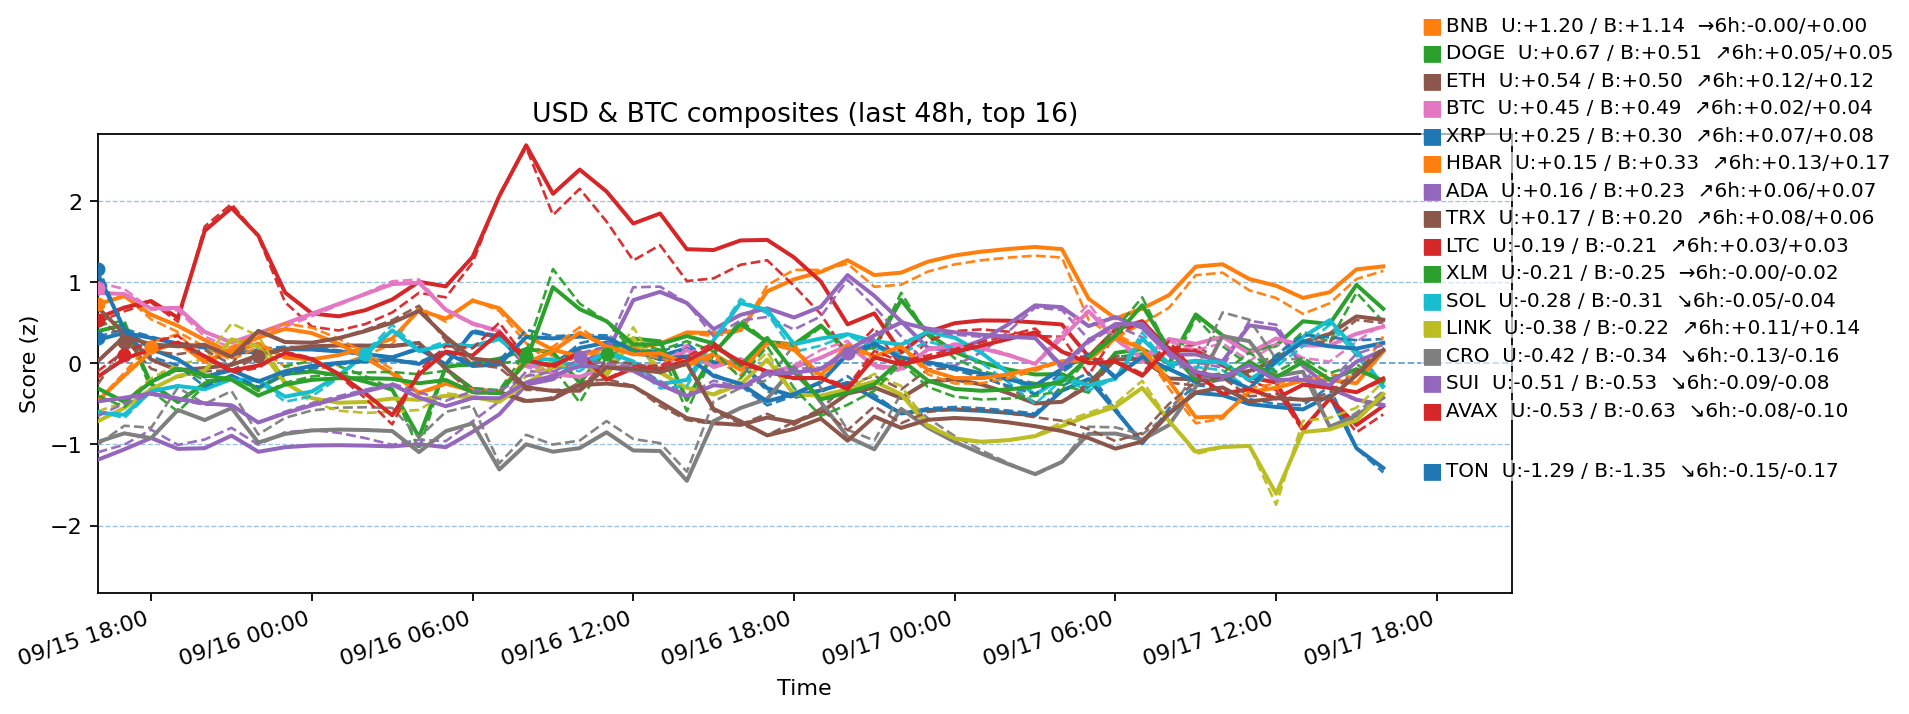 BNB U:+1.20 / B:+1.14 →6h:-0.00/+0.00
DOGE U:+0.67 / B:+0.51 ↗6h:+0.05/+0.05
ETH U:+0.54 / B:+0.50 ↗6h:+0.12/+0.12
BTC U:+0.45 / B:+0.49 ↗6h:+0.02/+0.04
XRP U:+0.25 / B:+0.30 ↗6h:+0.07/+0.08
HBAR U:+0.15 / B:+0.33 ↗6h:+0.13/+0.17
ADA U:+0.16 / B:+0.23 ↗6h:+0.06/+0.07
TRX U:+0.17 / B:+0.20 ↗6h:+0.08/+0.06
LTC U:-0.19 / B:-0.21 ↗6h:+0.03/+0.03
XLM U:-0.21 / B:-0.25 →6h:-0.00/-0.02
SOL U:-0.28 / B:-0.31 ↘6h:-0.05/-0.04
LINK U:-0.38 / B:-0.22 ↗6h:+0.11/+0.14
CRO U:-0.42 / B:-0.34 ↘6h:-0.13/-0.16
SUI U:-0.51 / B:-0.53 ↘6h:-0.09/-0.08
AVAX U:-0.53 / B:-0.63 ↘6h:-0.08/-0.10
TON U:-1.29 / B:-1.35 ↘6h:-0.15/-0.17
USD & BTC composites (last 48h, top 16)
Score (z)
2
1
0
−1
−2
09/15 18:00
09/16 00:00
09/16 06:00
09/16 12:00
09/16 18:00
09/17 00:00
09/17 06:00
09/17 12:00
09/17 18:00
Time